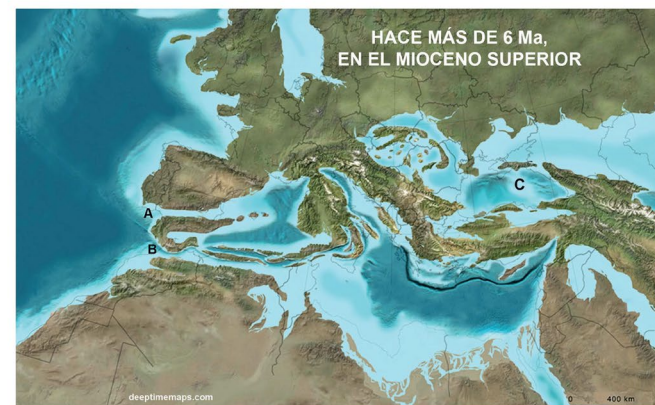 HACE MÁS DE 6 Ma,
EN EL MIOCENO SUPERIOR
C
A
B
deeptimemaps.com
0 400 km